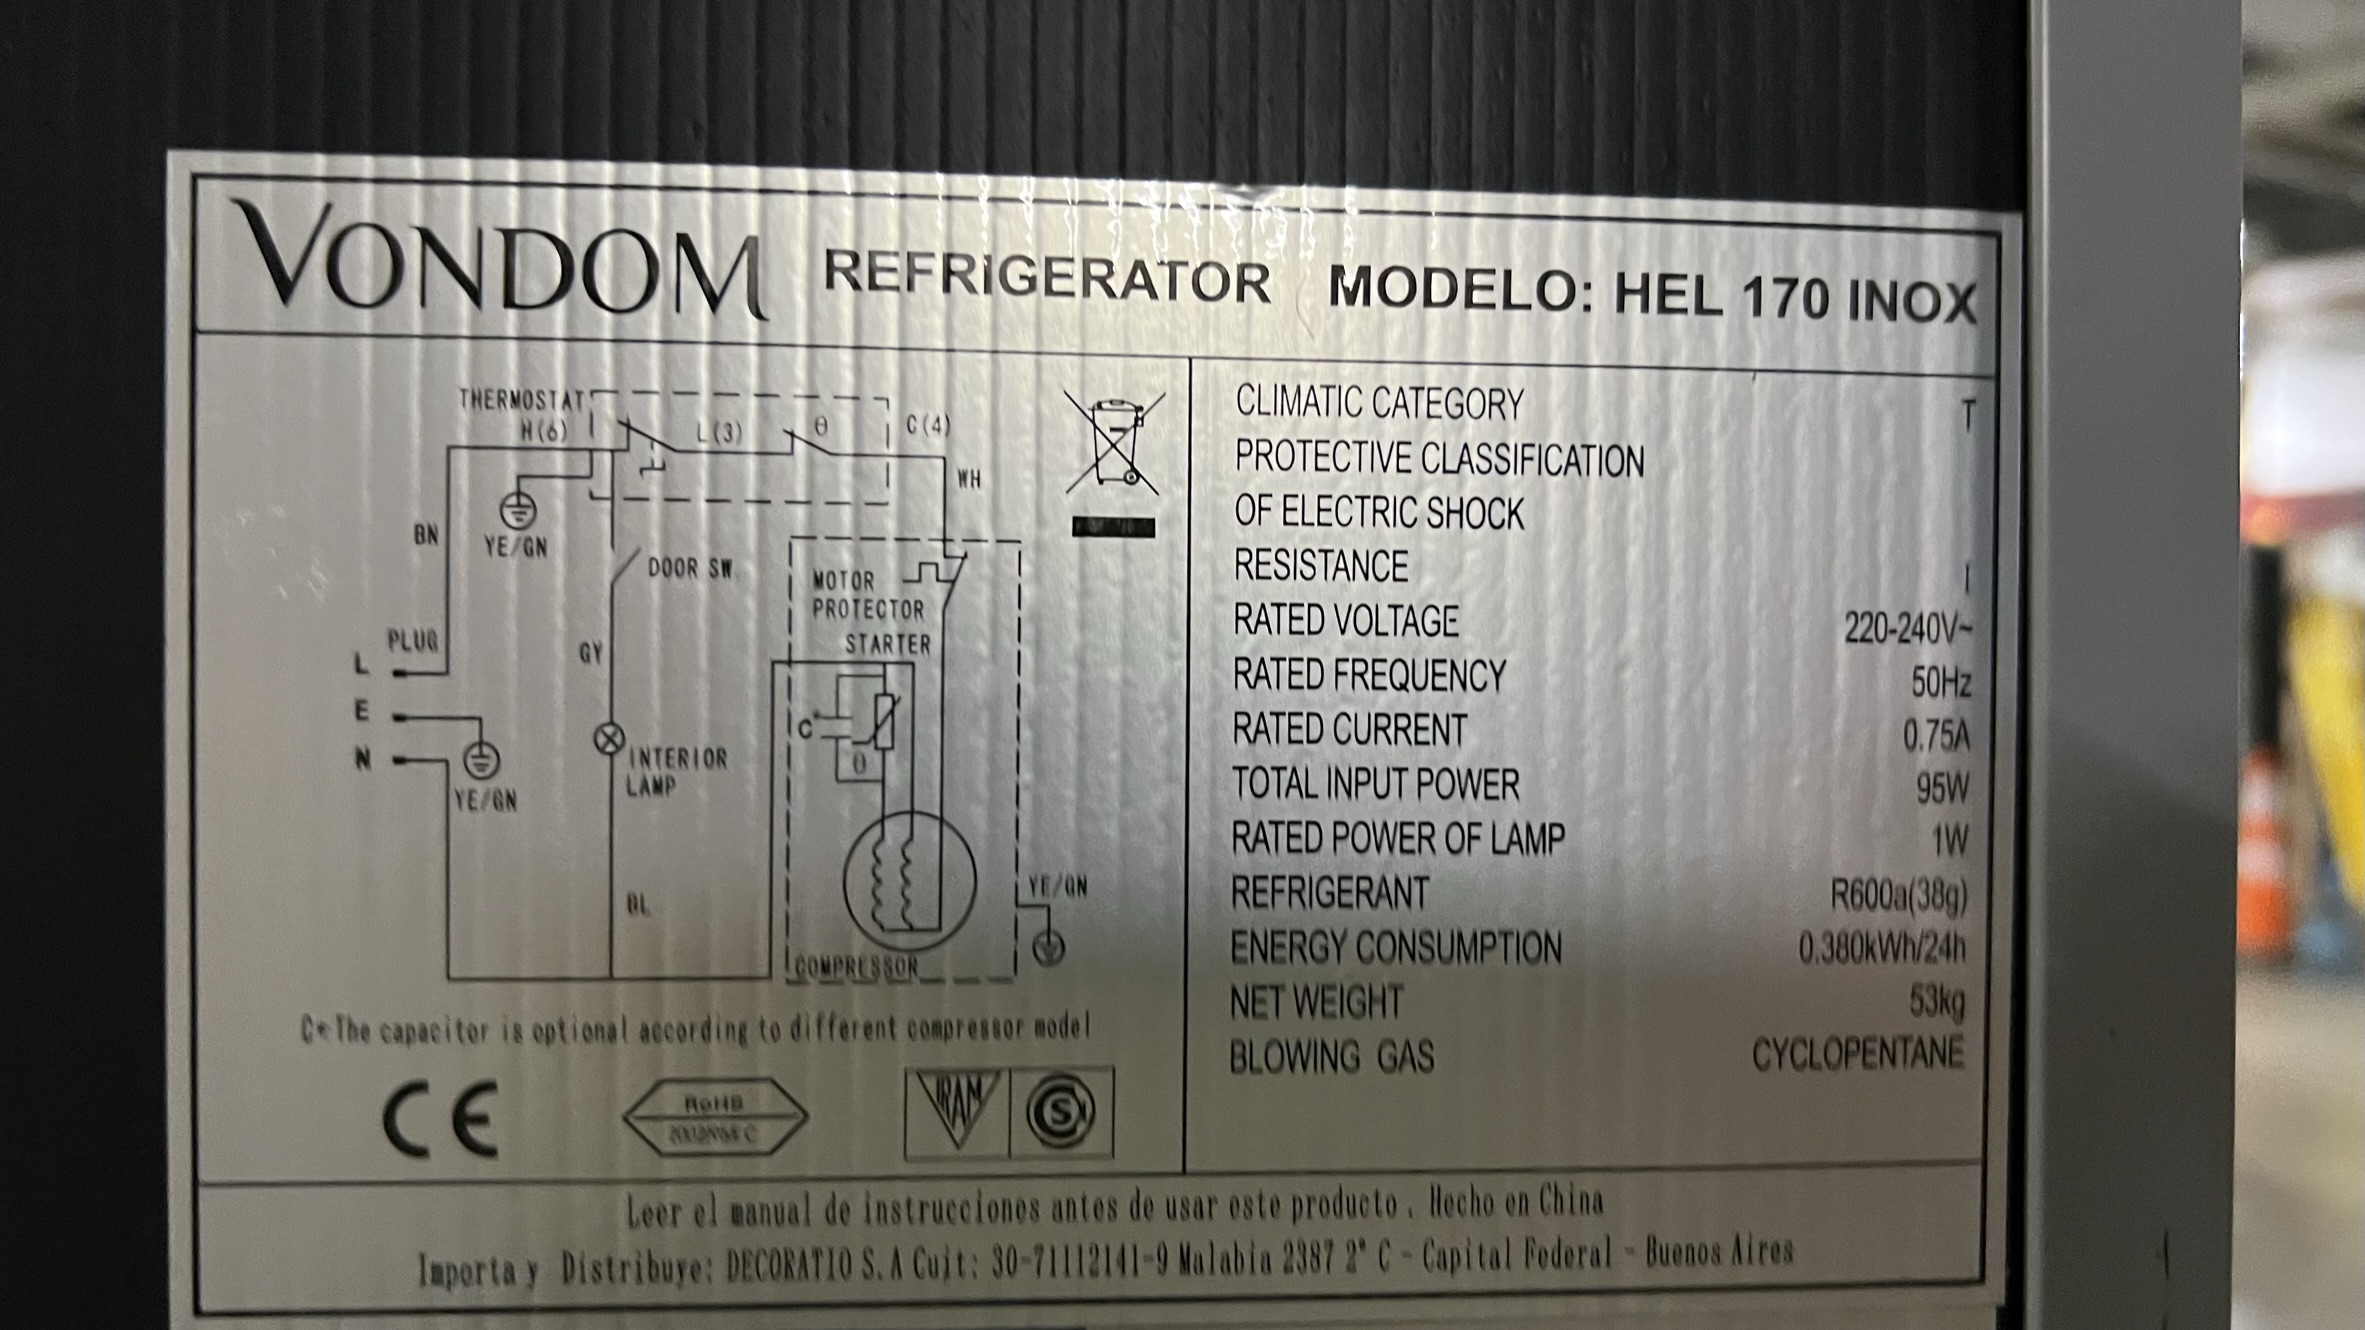 VONDOM REFRIGERATOR MODELO: HEL 170 INOX
THERMOSTAT
H(6) L(3) θ C(4)
WH
BN
YE/GN
DOOR SW.
MOTOR
PROTECTOR
STARTER
PLUG
L
GY
E
C*
N
INTERIOR
LAMP
θ
YE/GN
YE/GN
BL
COMPRESSOR
C*The capacitor is optional according to different compressor model
CE
RoHS
IRAM
S
CLIMATIC CATEGORY T
PROTECTIVE CLASSIFICATION
OF ELECTRIC SHOCK
RESISTANCE I
RATED VOLTAGE 220-240V~
RATED FREQUENCY 50Hz
RATED CURRENT 0.75A
TOTAL INPUT POWER 95W
RATED POWER OF LAMP 1W
REFRIGERANT R600a(38g)
ENERGY CONSUMPTION 0.380kWh/24h
NET WEIGHT 53kg
BLOWING GAS CYCLOPENTANE
Leer el manual de instrucciones antes de usar este producto. Hecho en China
Importa y Distribuye: DECORATIO S.A Cuit: 30-71112141-9 Malabia 2387 2° C - Capital Federal - Buenos Aires